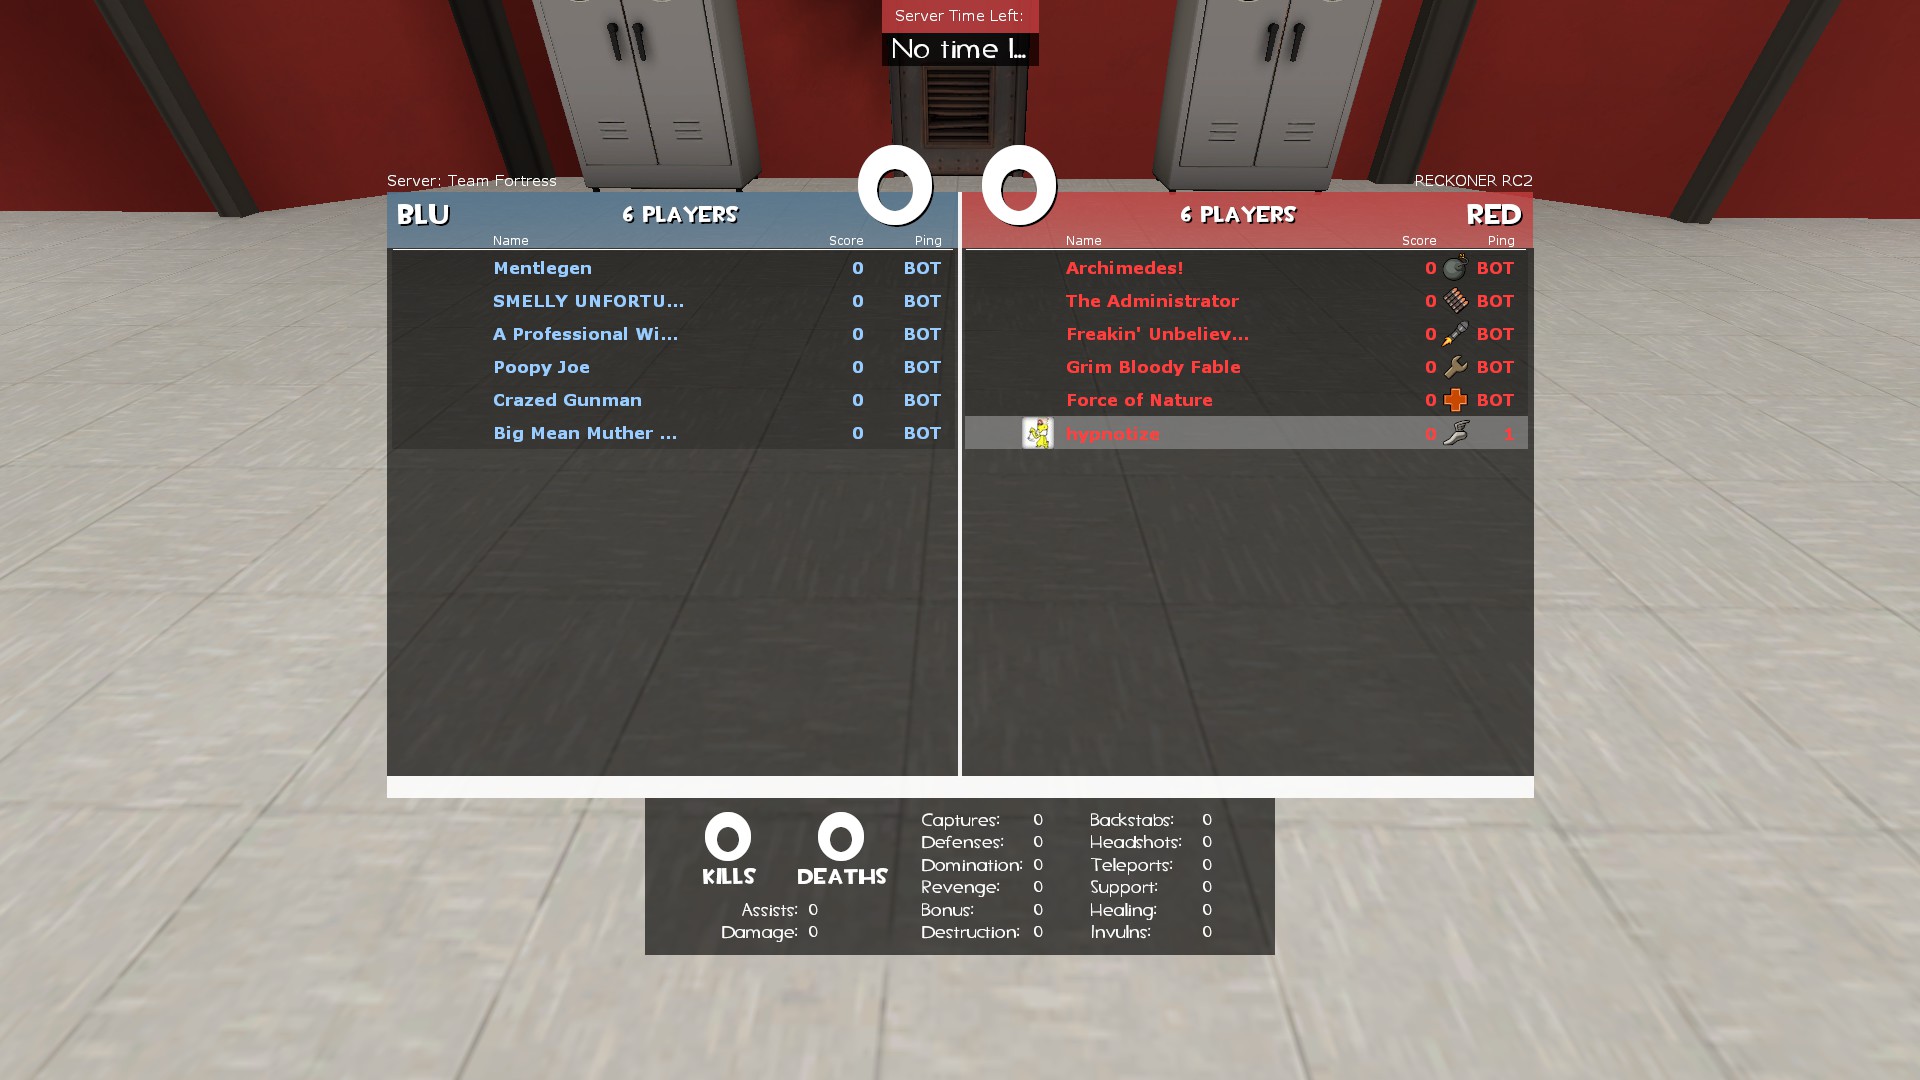 Server Time Left:
No time l...
Server: Team Fortress
RECKONER RC2
BLU 6 PLAYERS 0
0 6 PLAYERS RED
Name Score Ping
Mentlegen 0 BOT
SMELLY UNFORTU... 0 BOT
A Professional Wi... 0 BOT
Poopy Joe 0 BOT
Crazed Gunman 0 BOT
Big Mean Muther ... 0 BOT
Name Score Ping
Archimedes! 0 BOT
The Administrator 0 BOT
Freakin' Unbeliev... 0 BOT
Grim Bloody Fable 0 BOT
Force of Nature 0 BOT
hypnotize 0 1
0 KILLS
0 DEATHS
Assists: 0
Damage: 0
Captures: 0
Defenses: 0
Domination: 0
Revenge: 0
Bonus: 0
Destruction: 0
Backstabs: 0
Headshots: 0
Teleports: 0
Support: 0
Healing: 0
Invulns: 0